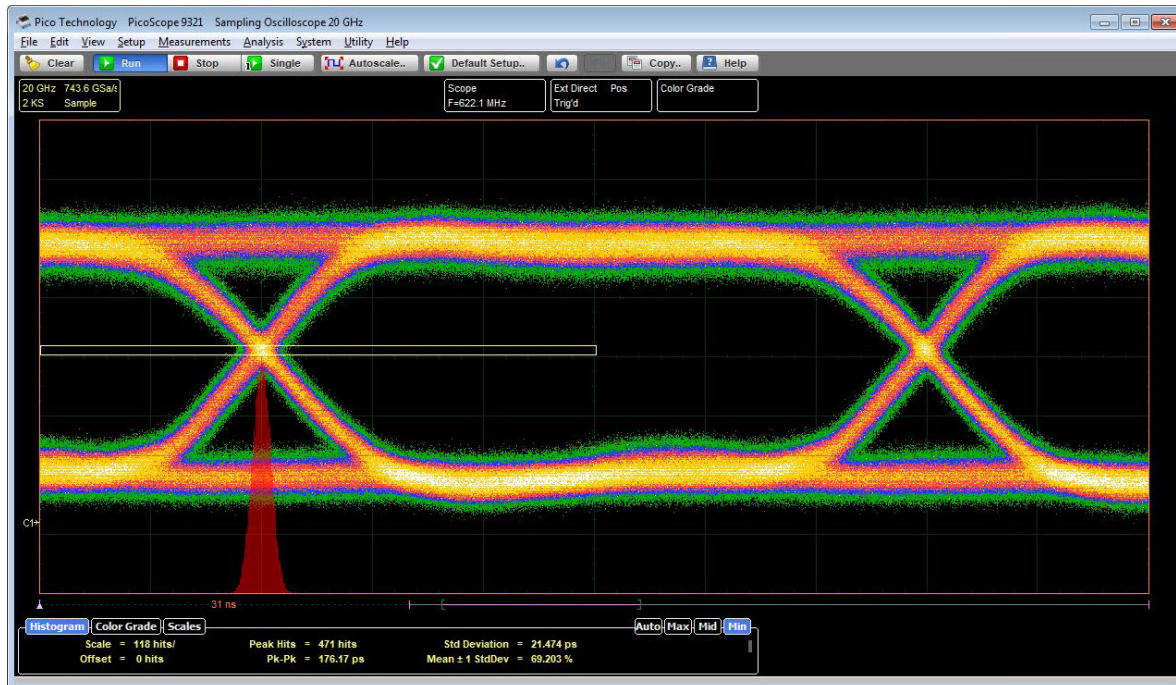 Pico Technology PicoScope 9321 Sampling Oscilloscope 20 GHz
File Edit View Setup Measurements Analysis System Utility Help
Clear Run Stop Single Autoscale.. Default Setup.. Copy.. Help
20 GHz 743.6 GSa/s
2 KS Sample
Scope
F=622.1 MHz
Ext Direct Pos
Trig'd
Color Grade
C1
31 ns
Histogram Color Grade Scales Auto Max Mid Min
Scale = 118 hits/ Peak Hits = 471 hits Std Deviation = 21.474 ps
Offset = 0 hits Pk-Pk = 176.17 ps Mean ± 1 StdDev = 69.203 %